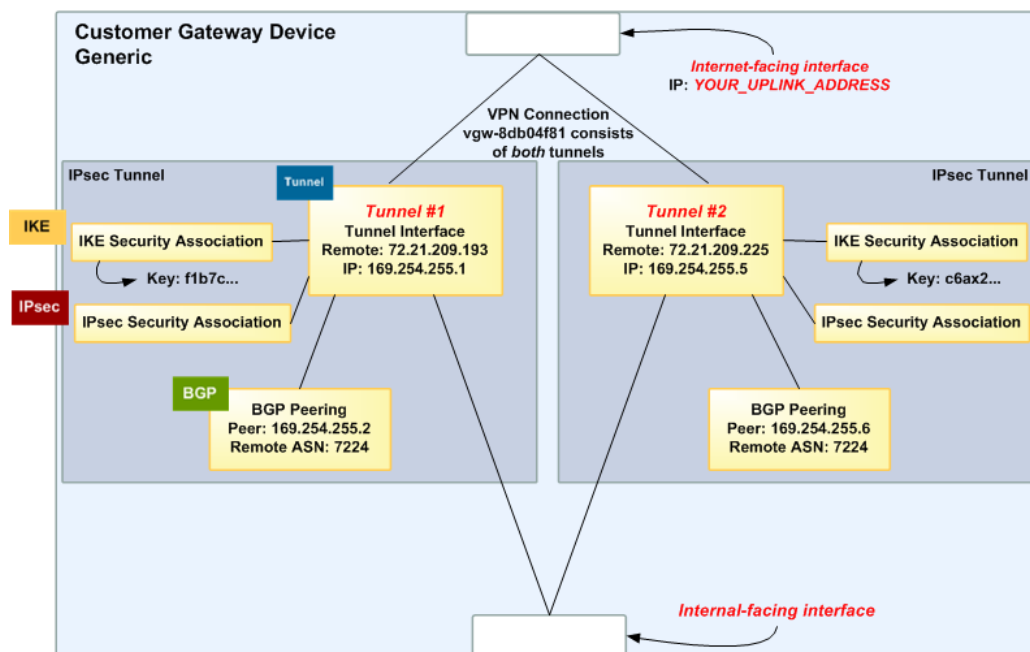 Customer Gateway Device
Generic
Internet-facing interface
IP: YOUR_UPLINK_ADDRESS
VPN Connection
vgw-8db04f81 consists
of both tunnels
IPsec Tunnel
Tunnel
IKE
IKE Security Association
Key: f1b7c...
IPsec
IPsec Security Association
Tunnel #1
Tunnel Interface
Remote: 72.21.209.193
IP: 169.254.255.1
BGP
BGP Peering
Peer: 169.254.255.2
Remote ASN: 7224
IPsec Tunnel
Tunnel #2
Tunnel Interface
Remote: 72.21.209.225
IP: 169.254.255.5
IKE Security Association
Key: c6ax2...
IPsec Security Association
BGP Peering
Peer: 169.254.255.6
Remote ASN: 7224
Internal-facing interface